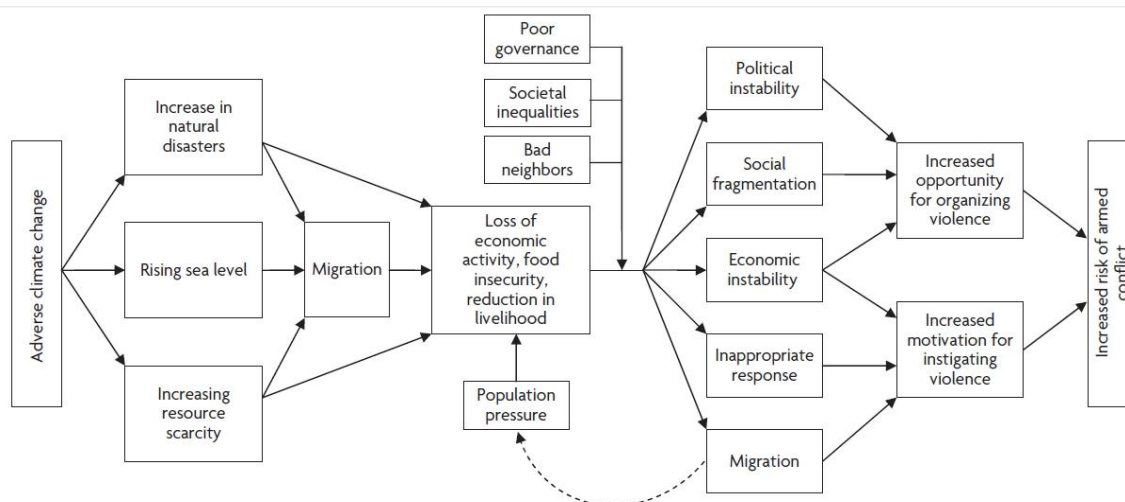 Adverse climate change
Increase in
natural
disasters
Rising sea level
Increasing
resource
scarcity
Migration
Loss of
economic
activity, food
insecurity,
reduction in
livelihood
Population
pressure
Poor
governance
Societal
inequalities
Bad
neighbors
Political
instability
Social
fragmentation
Economic
instability
Inappropriate
response
Migration
Increased
opportunity
for organizing
violence
Increased
motivation for
instigating
violence
Increased risk of armed
conflict